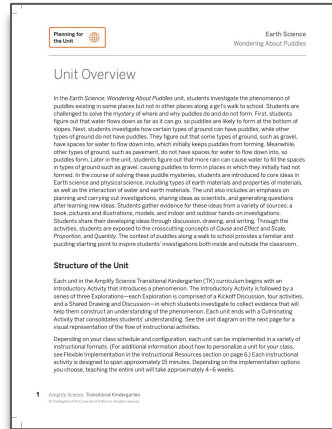 Planning for
the Unit
Earth Science
Wondering About Puddles
Unit Overview
In the Earth Science: Wondering About Puddles unit, students investigate the phenomenon of
puddles existing in some places but not in other places along a girl's walk to school. Students are
challenged to solve the mystery of where and why puddles do and do not form. First, students
figure out that water flows down as far as it can go, so puddles are likely to form at the bottom of
slopes. Next, students investigate how certain types of ground can have puddles, while other
types of ground do not have puddles. They figure out that some types of ground, such as gravel,
have spaces for water to flow down into, which initially keeps puddles from forming. Meanwhile,
other types of ground, such as pavement, do not have spaces for water to flow down into, so
puddles form. Later in the unit, students figure out that more rain can cause water to fill the spaces
in types of ground such as gravel, causing puddles to form in places in which they initially had not
formed. In the course of solving these puddle mysteries, students are introduced to core ideas in
Earth science and physical science, including types of earth materials and properties of materials,
as well as the interaction of water and earth materials. The unit also includes an emphasis on
planning and carrying out investigations, sharing ideas as scientists, and generating questions
after learning new ideas. Students gather evidence for these ideas from a variety of sources: a
book, pictures and illustrations, models, and indoor and outdoor hands-on investigations.
Students share their developing ideas through discussion, drawing, and writing. Through the
activities, students are exposed to the crosscutting concepts of Cause and Effect and Scale,
Proportion, and Quantity. The context of puddles along a walk to school provides a familiar and
puzzling starting point to inspire students' investigations both inside and outside the classroom.
Structure of the Unit
Each unit in the Amplify Science Transitional Kindergarten (TK) curriculum begins with an
Introductory Activity that introduces a phenomenon. The Introductory Activity is followed by a
series of three Explorations—each Exploration is comprised of a Kickoff Discussion, four activities,
and a Shared Drawing and Discussion—in which students investigate to collect evidence that will
help them construct an understanding of the phenomenon. Each unit ends with a Culminating
Activity that consolidates students' understanding. See the unit diagram on the next page for a
visual representation of the flow of instructional activities.
Depending on your class schedule and configuration, each unit can be implemented in a variety of
instructional formats. (For additional information about how to personalize a unit for your class,
see Flexible Implementation in the Instructional Resources section on page 6.) Each instructional
activity is designed to span approximately 15 minutes. Depending on the implementation options
you choose, teaching the entire unit will take approximately 4–6 weeks.
1 Amplify Science: Transitional Kindergarten
© The Regents of the University of California. All rights reserved.